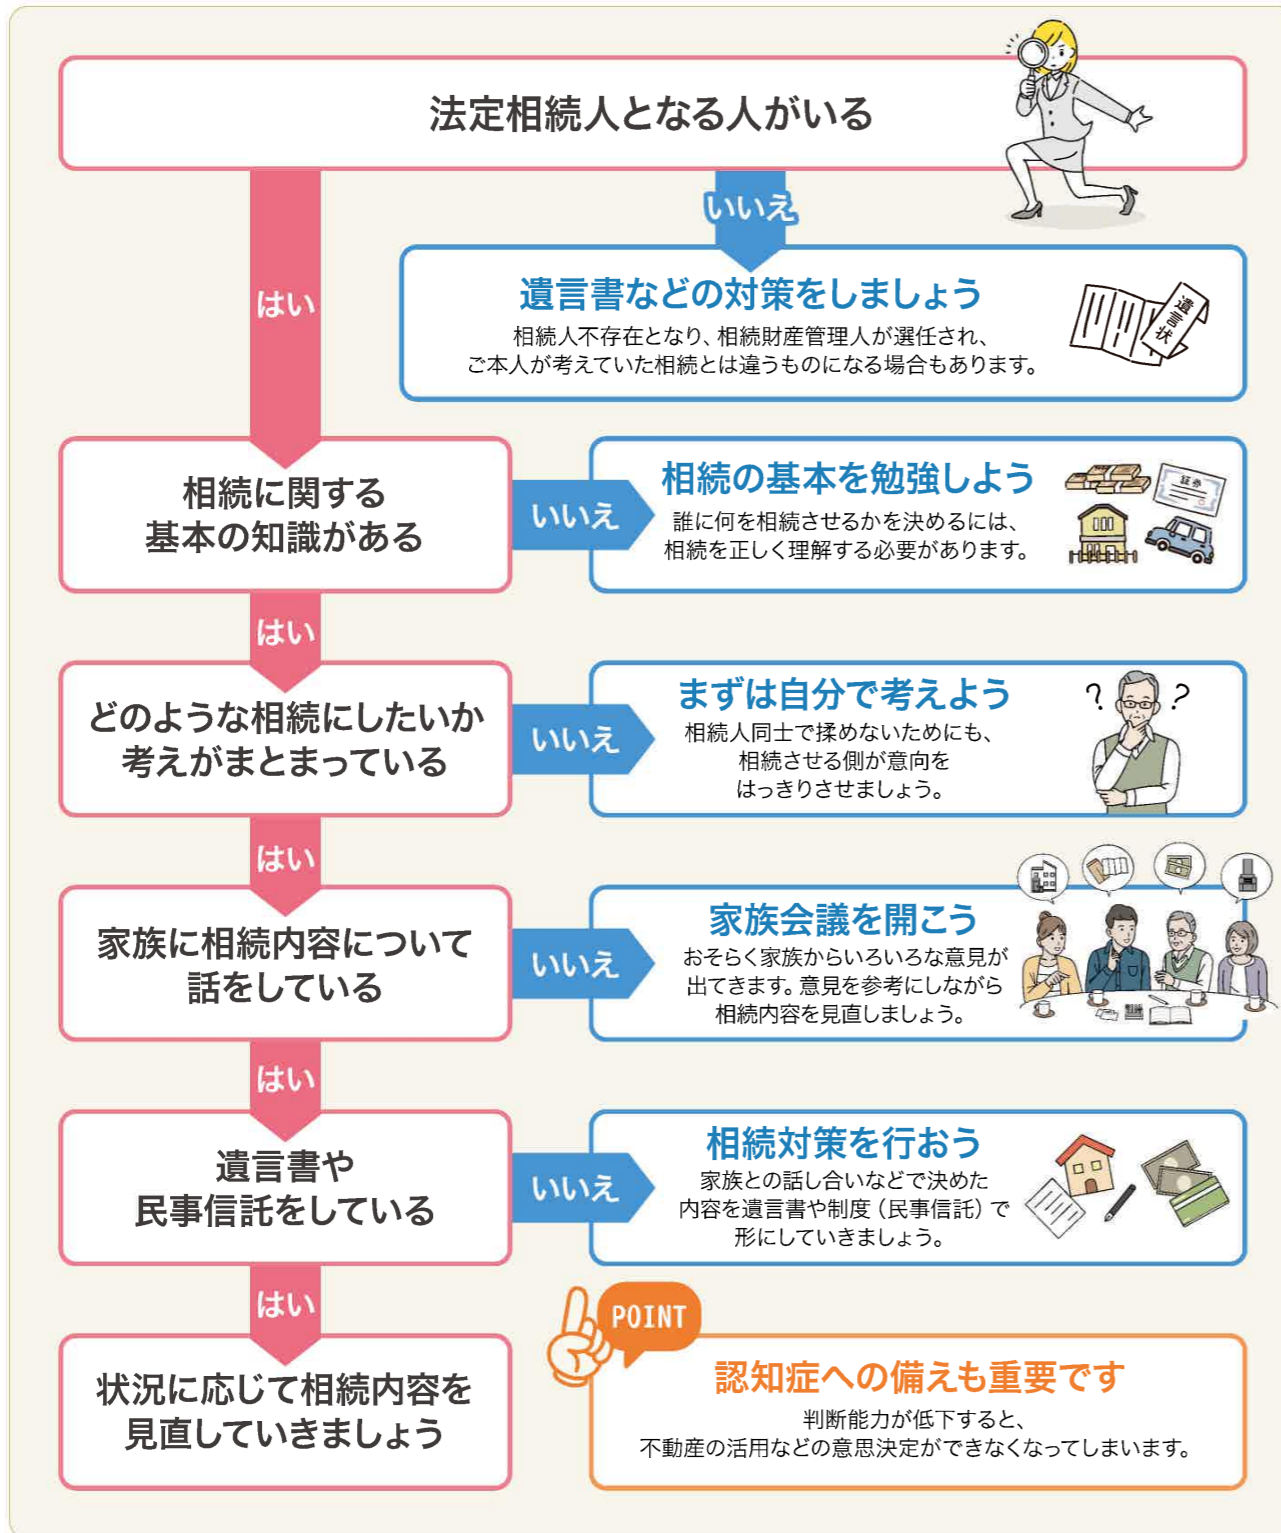 法定相続人となる人がいる
いいえ
はい
遺言書などの対策をしましょう
相続人不存在となり、相続財産管理人が選任され、
ご本人が考えていた相続とは違うものになる場合もあります。
遺言状
相続に関する
基本の知識がある
いいえ
相続の基本を勉強しよう
誰に何を相続させるかを決めるには、
相続を正しく理解する必要があります。
証券
はい
どのような相続にしたいか
考えがまとまっている
いいえ
まずは自分で考えよう
相続人同士で揉めないためにも、
相続させる側が意向を
はっきりさせましょう。
? ?
はい
家族に相続内容について
話をしている
いいえ
家族会議を開こう
おそらく家族からいろいろな意見が
出てきます。意見を参考にしながら
相続内容を見直しましょう。
はい
遺言書や
民事信託をしている
いいえ
相続対策を行おう
家族との話し合いなどで決めた
内容を遺言書や制度（民事信託）で
形にしていきましょう。
はい
状況に応じて相続内容を
見直していきましょう
POINT
認知症への備えも重要です
判断能力が低下すると、
不動産の活用などの意思決定ができなくなってしまいます。